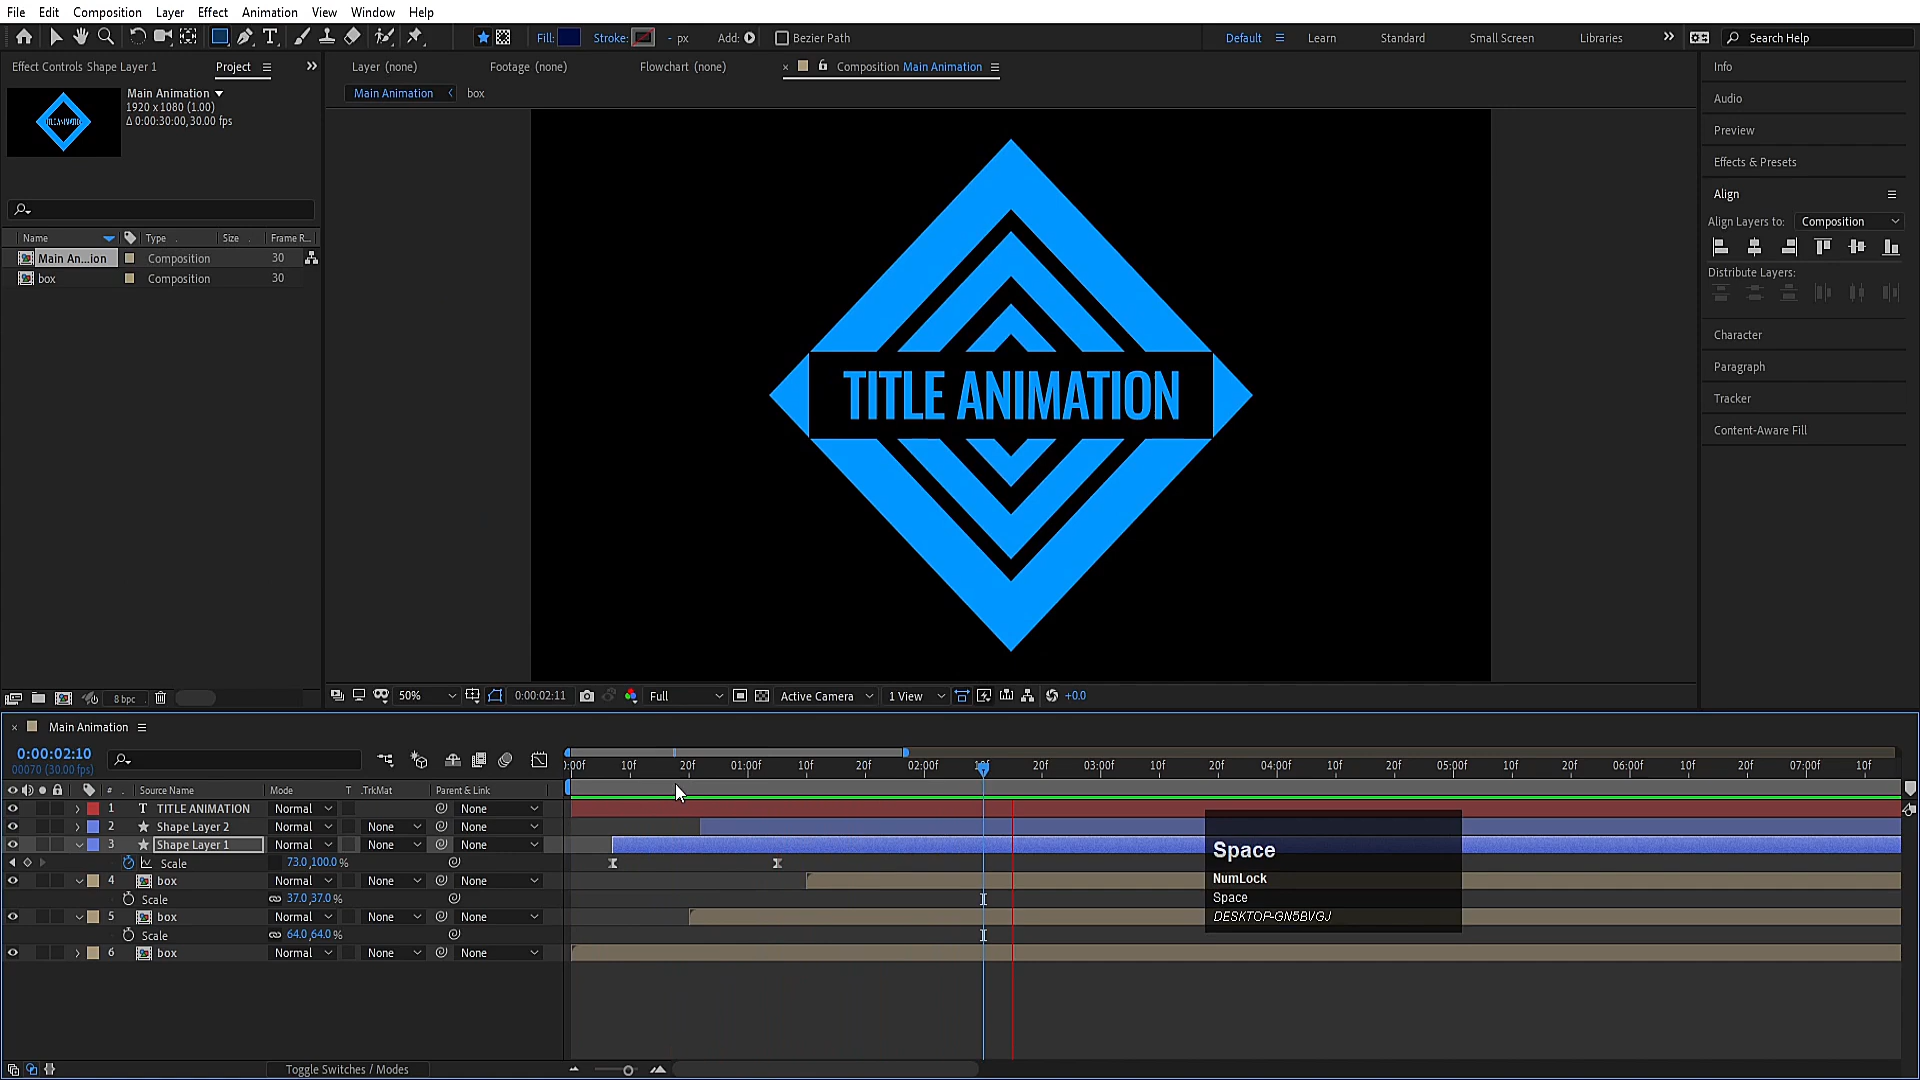 File Edit Composition Layer Effect Animation View Window Help
Fill: Stroke: - px Add: Bezier Path Default Learn Standard Small Screen Libraries Search Help
Effect Controls Shape Layer 1 Project Layer (none) Footage (none) Flowchart (none) Composition Main Animation
Main Animation box
Main Animation
1920 x 1080 (1.00)
Δ 0:00:30:00, 30.00 fps
Name Type Size Frame R...
Main An...ion Composition 30
box Composition 30
8 bpc
TITLE ANIMATION
50% 0:00:02:11 Full Active Camera 1 View +0.0
Info
Audio
Preview
Effects & Presets
Align
Align Layers to: Composition
Distribute Layers:
Character
Paragraph
Tracker
Content-Aware Fill
Main Animation
0:00:02:10
00070 (30.00 fps)
:00f 10f 20f 01:00f 10f 20f 02:00f 10f 20f 03:00f 10f 20f 04:00f 10f 20f 05:00f 10f 20f 06:00f 10f 20f 07:00f 10f
# Source Name Mode T .TrkMat Parent & Link
1 T TITLE ANIMATION Normal None
2 Shape Layer 2 Normal None None
3 Shape Layer 1 Normal None None
Scale 73.0,100.0 %
4 box Normal None None
Scale 37.0,37.0 %
5 box Normal None None
Scale 64.0,64.0 %
6 box Normal None None
Space
NumLock
Space
DESKTOP-GN5BVGJ
Toggle Switches / Modes